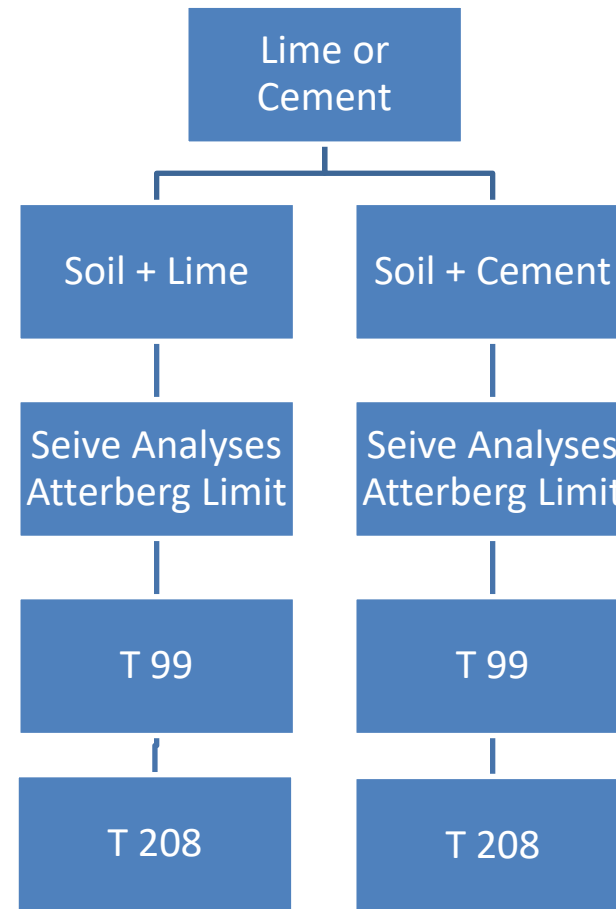 Lime or
Cement
Soil + Lime
Soil + Cement
Seive Analyses
Atterberg Limit
Seive Analyses
Atterberg Limit
T 99
T 99
T 208
T 208